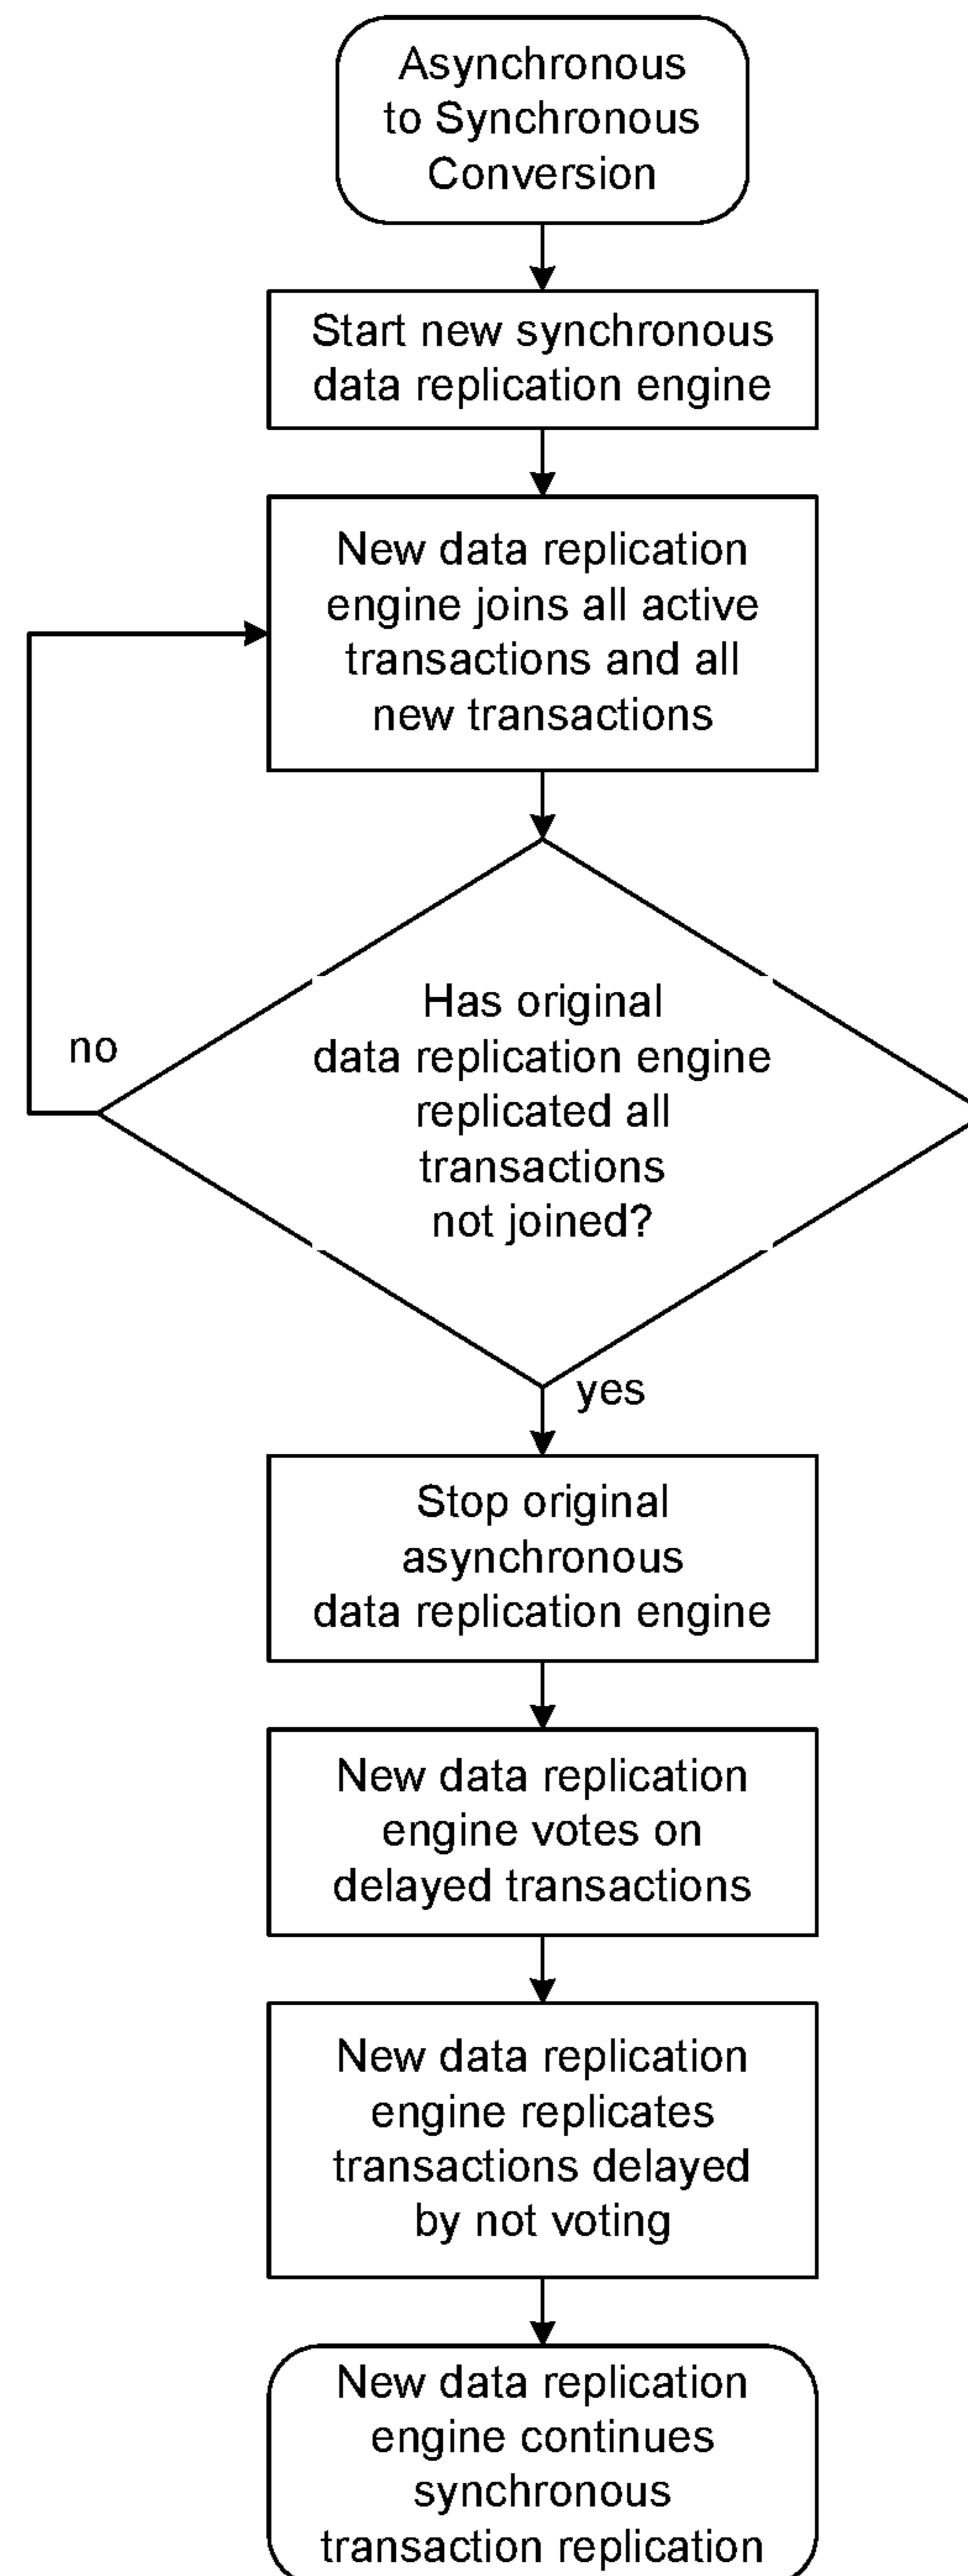 Asynchronous
to Synchronous
Conversion
Start new synchronous
data replication engine
New data replication
engine joins all active
transactions and all
new transactions
Has original
data replication engine
replicated all
transactions
not joined?
no
yes
Stop original
asynchronous
data replication engine
New data replication
engine votes on
delayed transactions
New data replication
engine replicates
transactions delayed
by not voting
New data replication
engine continues
synchronous
transaction replication